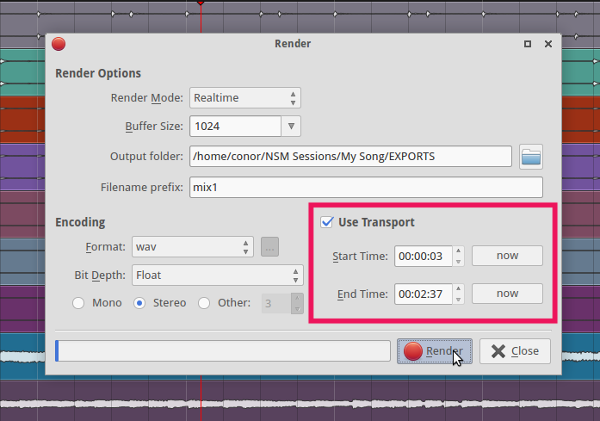 Render
Render Options
Render Mode: Realtime
Buffer Size: 1024
Output folder: /home/conor/NSM Sessions/My Song/EXPORTS
Filename prefix: mix1
Encoding
Format: wav ...
Bit Depth: Float
Mono Stereo Other: 3
Use Transport
Start Time: 00:00:03 now
End Time: 00:02:37 now
Render Close